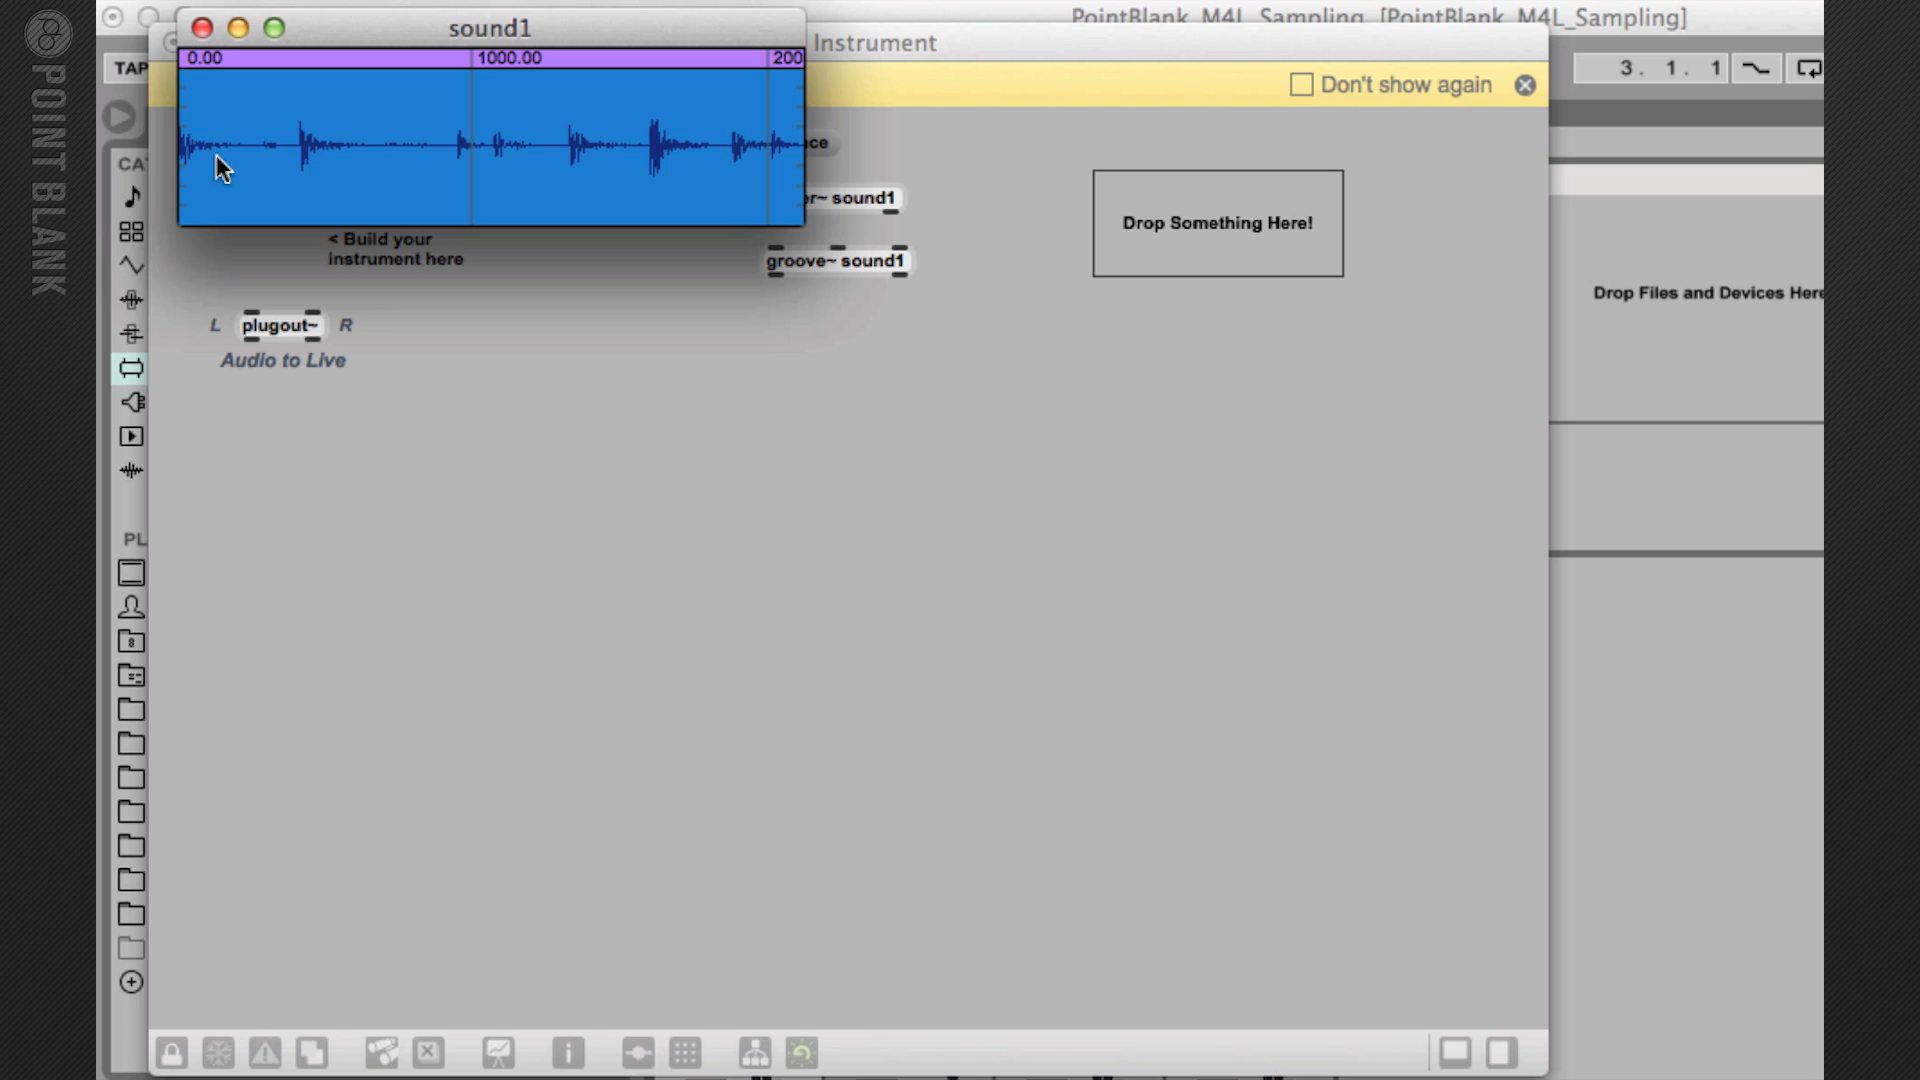 POINT BLANK
PointBlank_M4L_Sampling [PointBlank_M4L_Sampling]
sound1
Instrument
0.00
1000.00
200
TAP
3. 1. 1
Don't show again
CA
er~ sound1
Drop Something Here!
< Build your
instrument here
groove~ sound1
Drop Files and Devices Here
L
plugout~
R
Audio to Live
PL